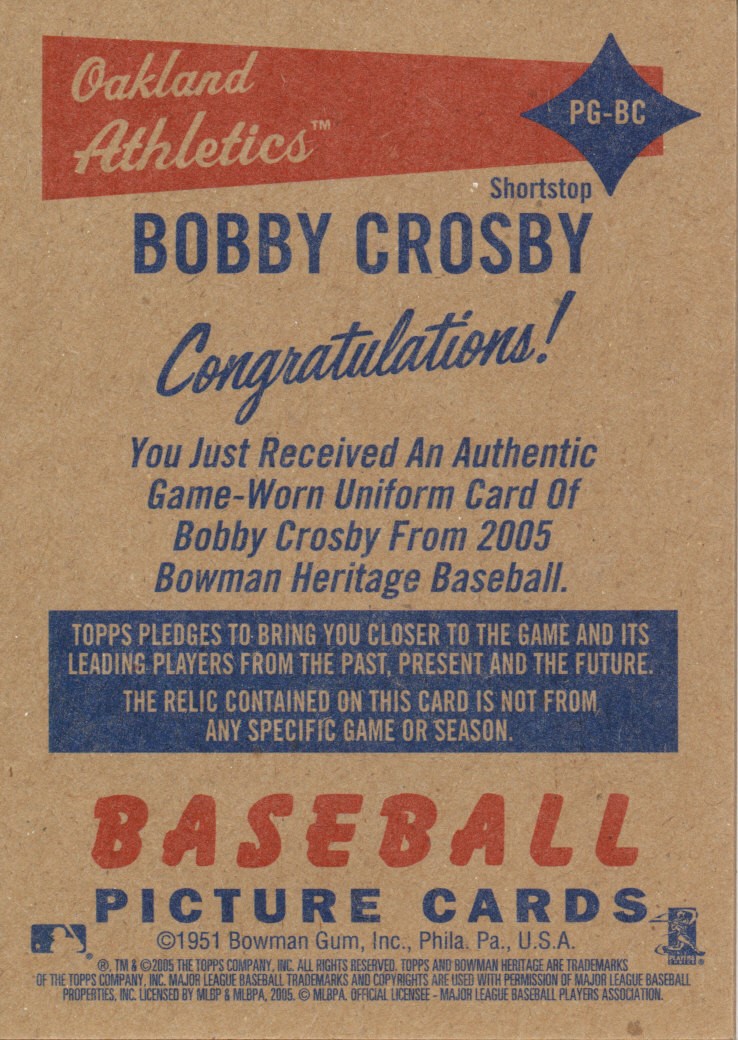 Oakland
Athletics™
PG-BC
Shortstop
BOBBY CROSBY
Congratulations!
You Just Received An Authentic
Game-Worn Uniform Card Of
Bobby Crosby From 2005
Bowman Heritage Baseball.
TOPPS PLEDGES TO BRING YOU CLOSER TO THE GAME AND ITS
LEADING PLAYERS FROM THE PAST, PRESENT AND THE FUTURE.
THE RELIC CONTAINED ON THIS CARD IS NOT FROM
ANY SPECIFIC GAME OR SEASON.
BASEBALL
PICTURE CARDS
©1951 Bowman Gum, Inc., Phila. Pa., U.S.A.
®, TM & ©2005 THE TOPPS COMPANY, INC. ALL RIGHTS RESERVED. TOPPS AND BOWMAN HERITAGE ARE TRADEMARKS
OF THE TOPPS COMPANY, INC. MAJOR LEAGUE BASEBALL TRADEMARKS AND COPYRIGHTS ARE USED WITH PERMISSION OF MAJOR LEAGUE BASEBALL
PROPERTIES, INC. LICENSED BY MLBP & MLBPA, 2005. © MLBPA. OFFICIAL LICENSEE - MAJOR LEAGUE BASEBALL PLAYERS ASSOCIATION.